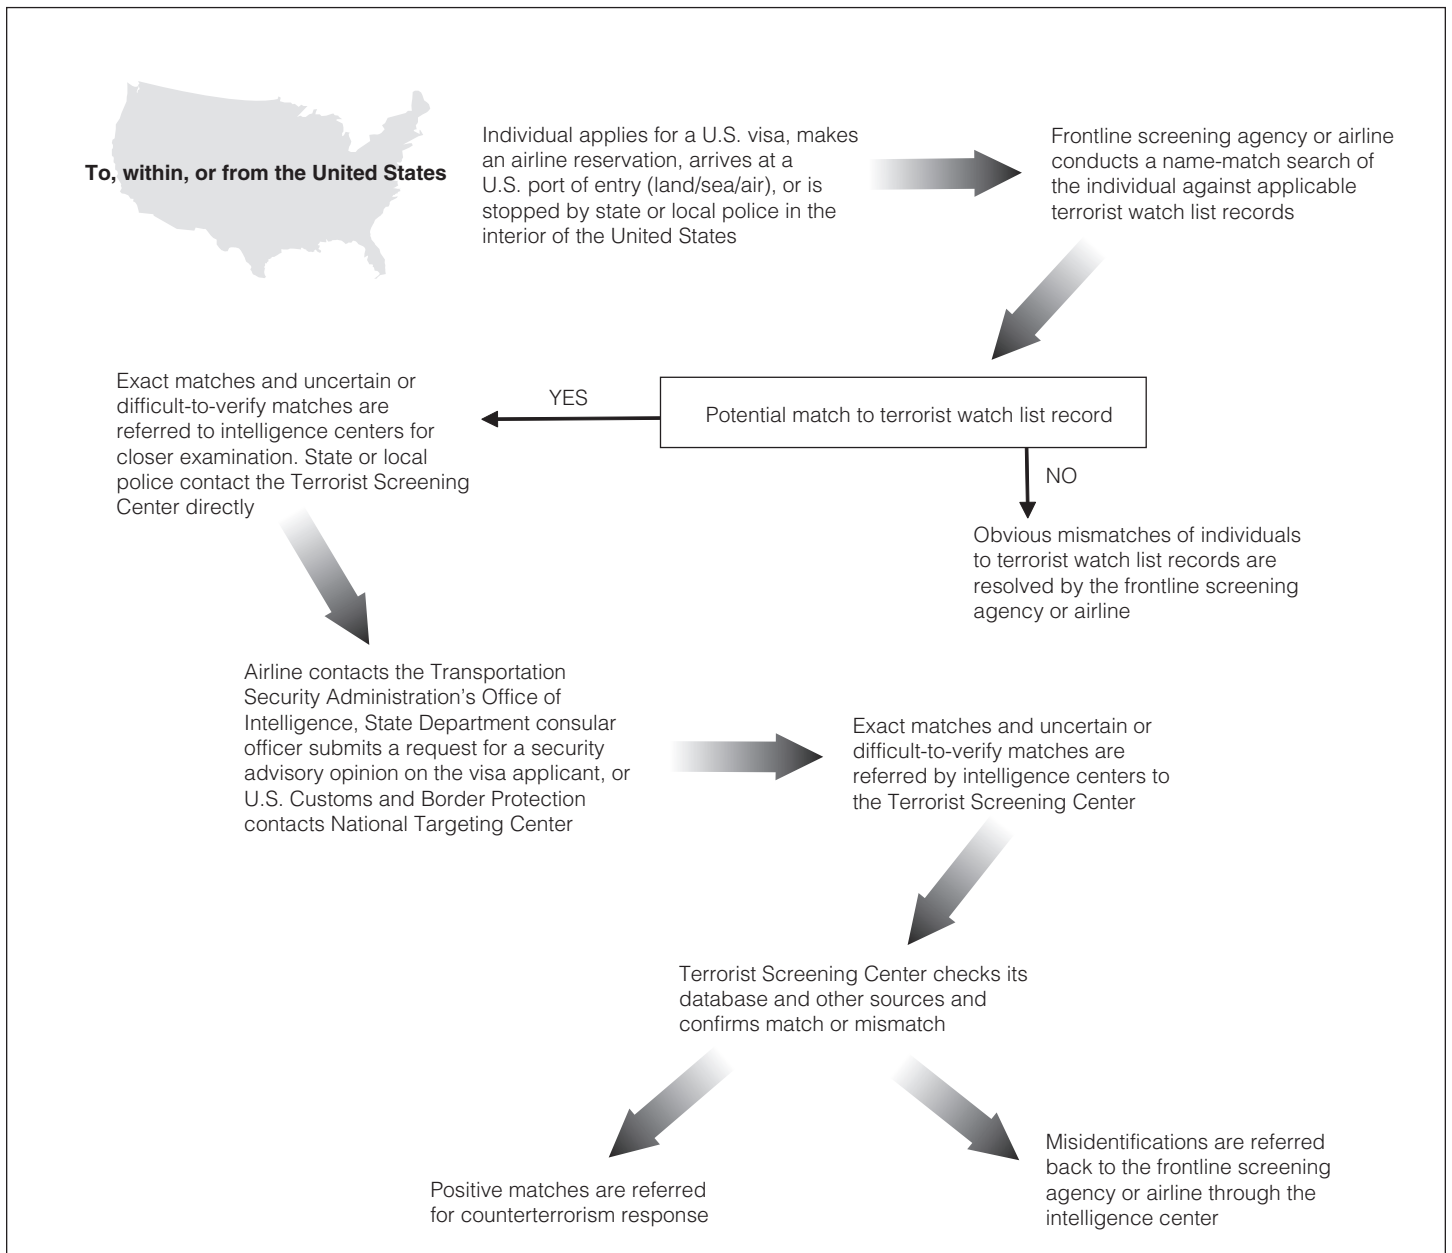 To, within, or from the United States
Individual applies for a U.S. visa, makes
an airline reservation, arrives at a
U.S. port of entry (land/sea/air), or is
stopped by state or local police in the
interior of the United States
Frontline screening agency or airline
conducts a name-match search of
the individual against applicable
terrorist watch list records
Potential match to terrorist watch list record
YES
Exact matches and uncertain or
difficult-to-verify matches are
referred to intelligence centers for
closer examination. State or local
police contact the Terrorist Screening
Center directly
NO
Obvious mismatches of individuals
to terrorist watch list records are
resolved by the frontline screening
agency or airline
Airline contacts the Transportation
Security Administration’s Office of
Intelligence, State Department consular
officer submits a request for a security
advisory opinion on the visa applicant, or
U.S. Customs and Border Protection
contacts National Targeting Center
Exact matches and uncertain or
difficult-to-verify matches are
referred by intelligence centers to
the Terrorist Screening Center
Terrorist Screening Center checks its
database and other sources and
confirms match or mismatch
Positive matches are referred
for counterterrorism response
Misidentifications are referred
back to the frontline screening
agency or airline through the
intelligence center